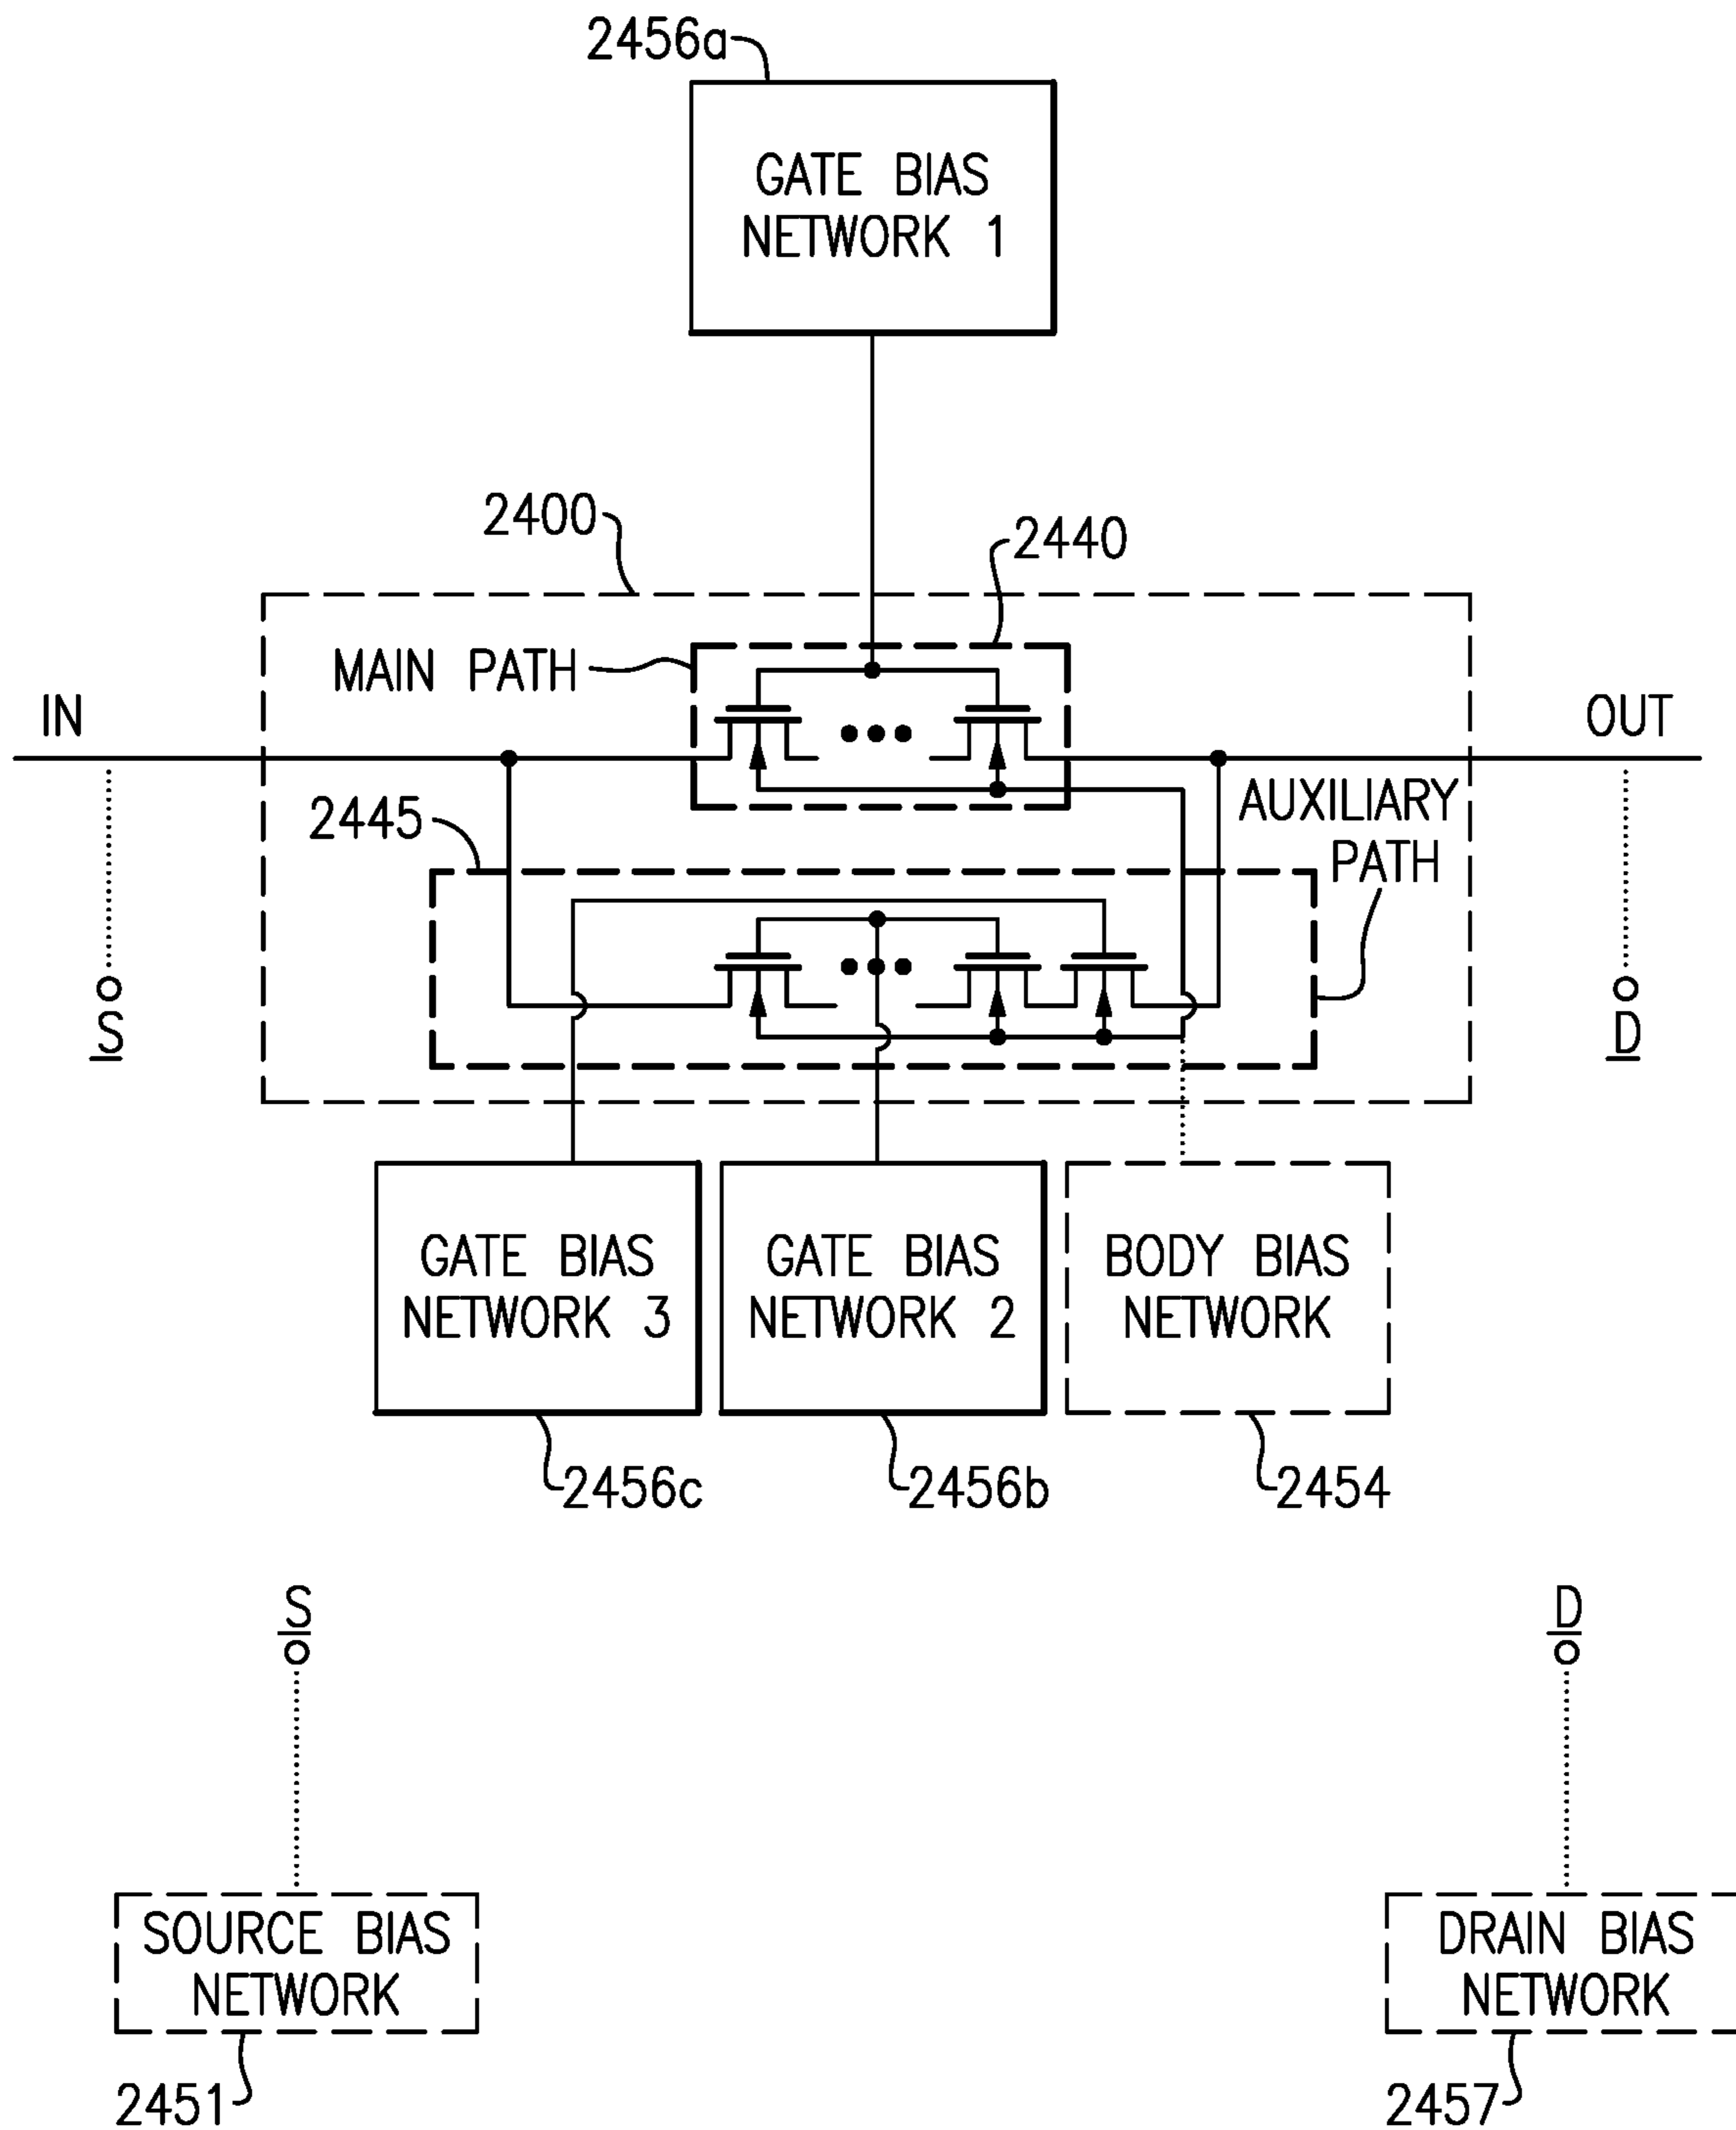 2456a
GATE BIAS
NETWORK 1
2400
2440
MAIN PATH
IN
OUT
2445
AUXILIARY
PATH
S
D
GATE BIAS
NETWORK 3
GATE BIAS
NETWORK 2
BODY BIAS
NETWORK
2456c
2456b
2454
S
D
SOURCE BIAS
NETWORK
DRAIN BIAS
NETWORK
2451
2457